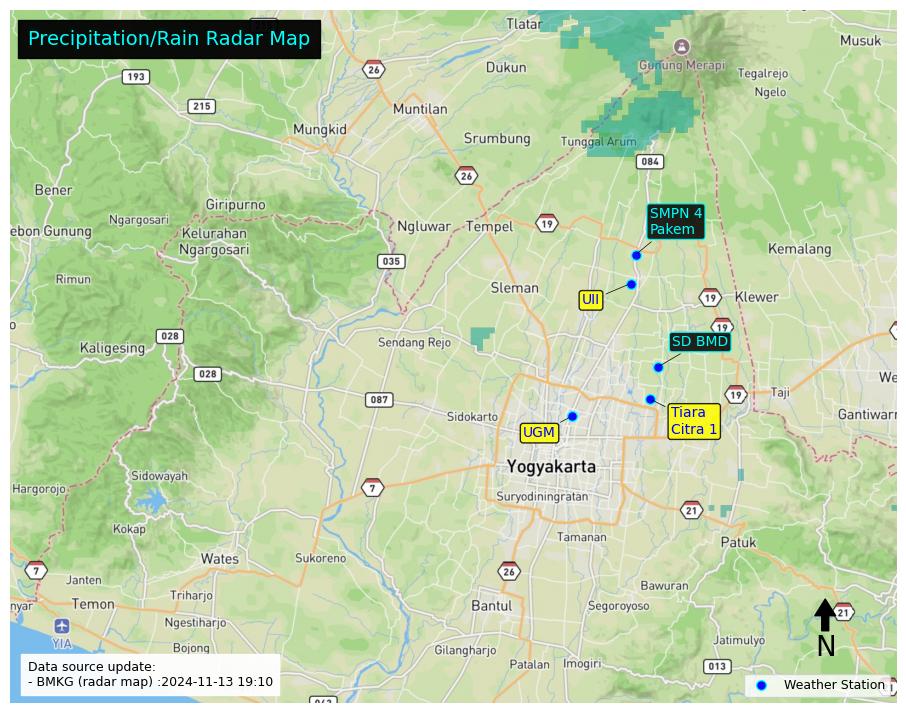 Precipitation/Rain Radar Map
Tlatar
Musuk
26
Gunung Merapi
193
Dukun
Tegalrejo
Ngelo
215
Muntilan
Mungkid
Srumbung
Tunggal Arum
084
26
Bener
Giripurno
SMPN 4
Pakem
Ngargosari
Ngluwar
Tempel
19
ebon Gunung
Kelurahan
Ngargosari
Kemalang
035
Rimun
Sleman
UII
19
Klewer
19
028
Sendang Rejo
SD BMD
Kaligesing
028
We
087
19
Taji
Sidokarto
Tiara
Citra 1
Gantiwarn
UGM
Yogyakarta
Sidowayah
Hargorojo
7
Suryodiningratan
21
Kokap
Tamanan
Patuk
Wates
Sukoreno
7
26
Janten
Bawuran
Triharjo
nyar
Temon
Bantul
Segoroyoso
21
Ngestiharjo
YIA
N
Bojong
Gilangharjo
Jatimulyo
Patalan
Imogiri
013
Data source update:
- BMKG (radar map) :2024-11-13 19:10
Weather Station